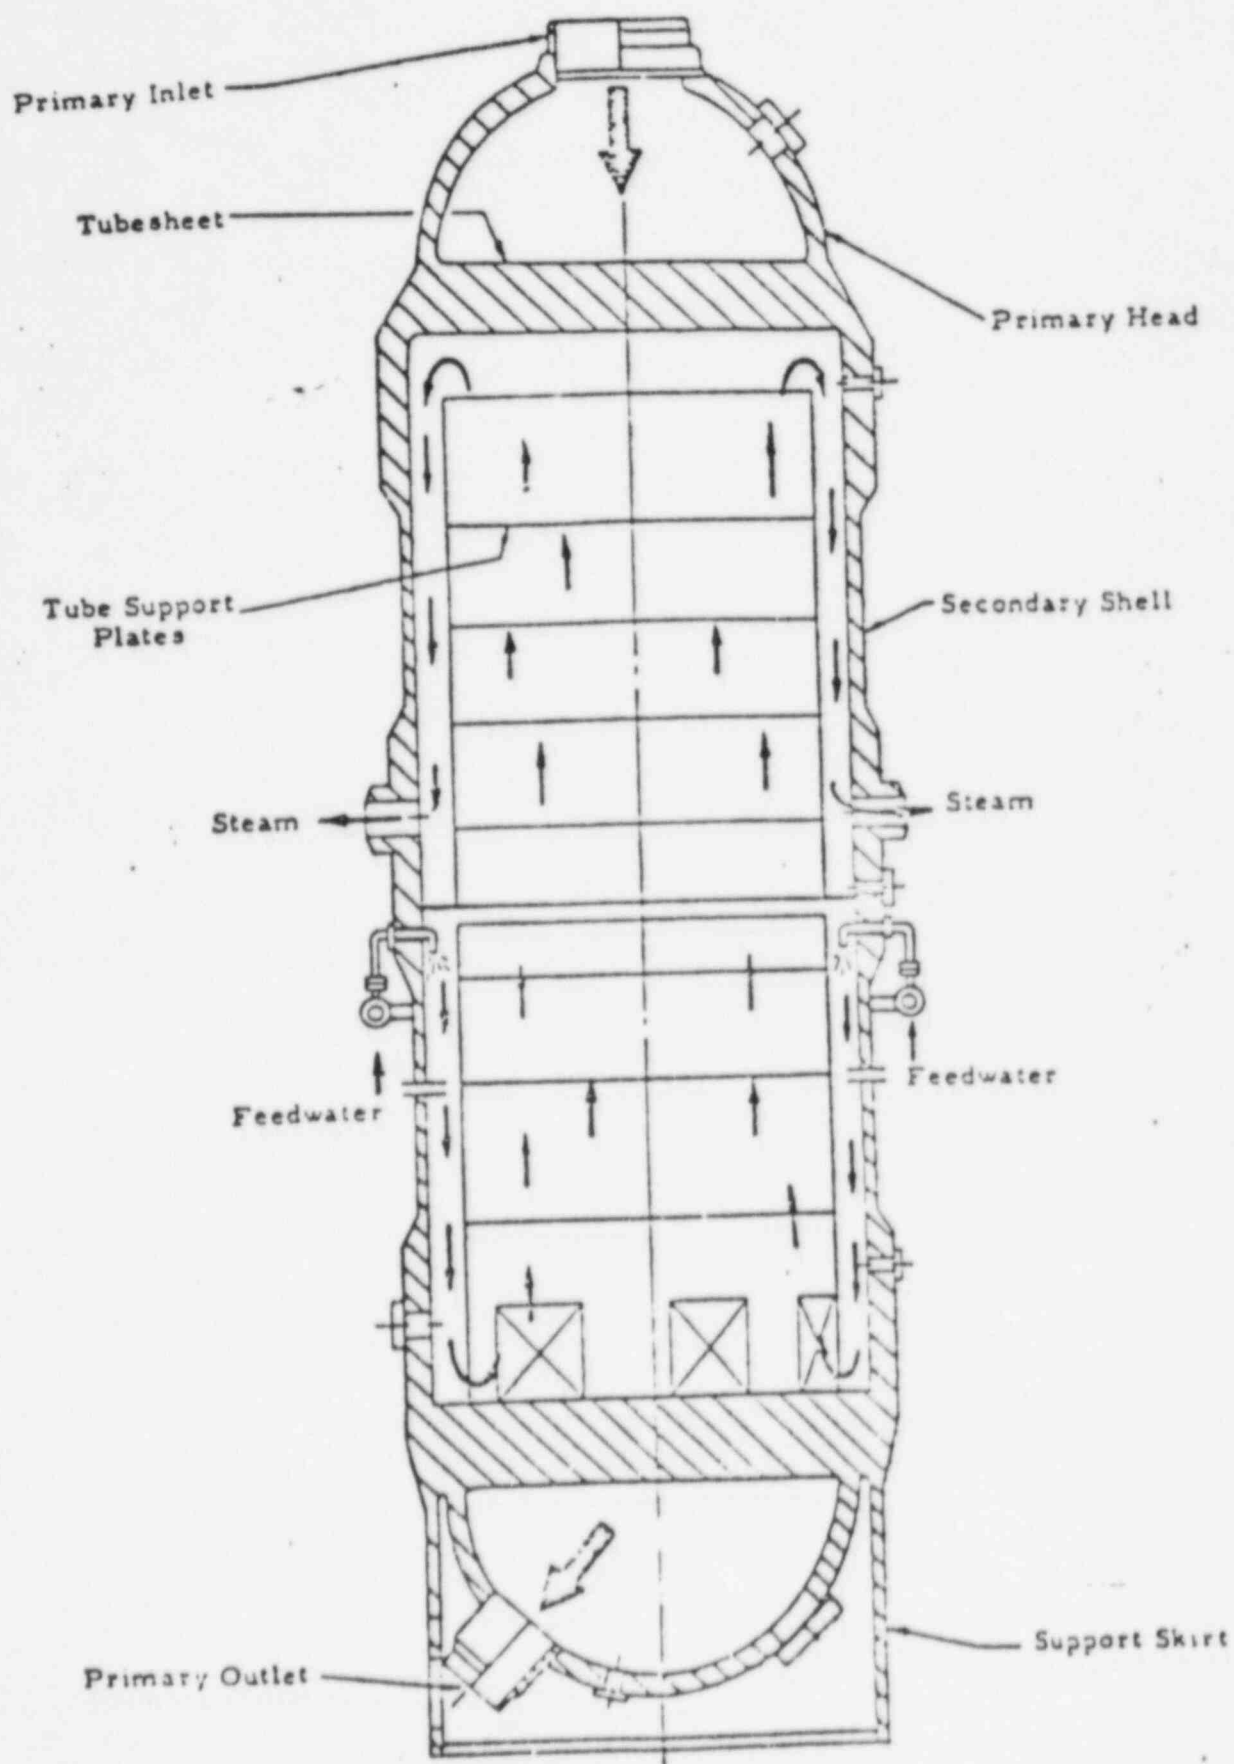 Primary Inlet
Tubesheet
Primary Head
Tube Support
Plates
Secondary Shell
Steam
Steam
Feedwater
Feedwater
Support Skirt
Primary Outlet